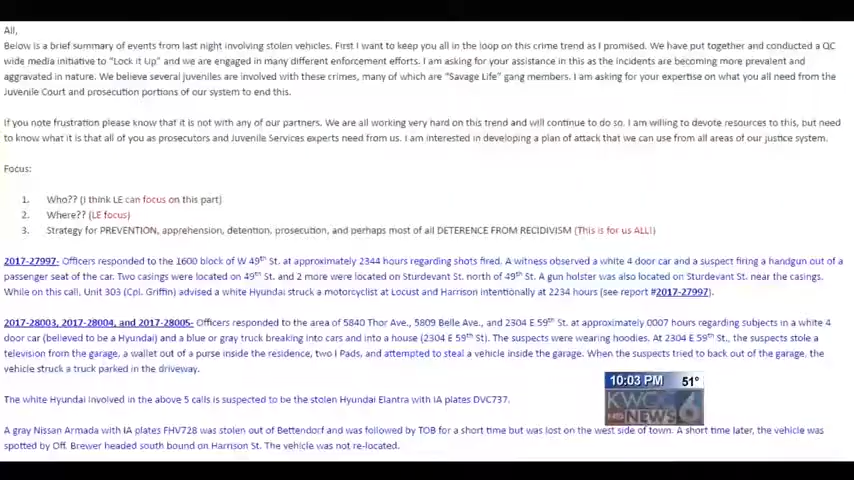 All,
Below is a brief summary of events from last night involving stolen vehicles. First I want to keep you all in the loop on this crime trend as I promised. We have put together and conducted a QC
wide media initiative to "Lock it Up" and we are engaged in many different enforcement efforts. I am asking for your assistance in this as the incidents are becoming more prevalent and
aggravated in nature. We believe several juveniles are involved with these crimes, many of which are "Savage Life" gang members. I am asking for your expertise on what you all need from the
Juvenile Court and prosecution portions of our system to end this.
If you note frustration please know that it is not with any of our partners. We are all working very hard on this trend and will continue to do so. I am willing to devote resources to this, but need
to know what it is that all of you as prosecutors and Juvenile Services experts need from us. I am interested in developing a plan of attack that we can use from all areas of our justice system.
Focus:
1. Who?? (I think LE can focus on this part)
2. Where?? (LE focus)
3. Strategy for PREVENTION, apprehension, detention, prosecution, and perhaps most of all DETERENCE FROM RECIDIVISM (This is for us ALL!)
2017-27997- Officers responded to the 1600 block of W 49th St. at approximately 2344 hours regarding shots fired. A witness observed a white 4 door car and a suspect firing a handgun out of a
passenger seat of the car. Two casings were located on 49th St. and 2 more were located on Sturdevant St. north of 49th St. A gun holster was also located on Sturdevant St. near the casings.
While on this call, Unit 303 (Cpl. Griffin) advised a white Hyundai struck a motorcyclist at Locust and Harrison intentionally at 2234 hours (see report #2017-27997).
2017-28003, 2017-28004, and 2017-28005- Officers responded to the area of 5840 Thor Ave., 5809 Belle Ave., and 2304 E 59th St. at approximately 0007 hours regarding subjects in a white 4
door car (believed to be a Hyundai) and a blue or gray truck breaking into cars and into a house (2304 E 59th St). The suspects were wearing hoodies. At 2304 E 59th St., the suspects stole a
television from the garage, a wallet out of a purse inside the residence, two I Pads, and attempted to steal a vehicle inside the garage. When the suspects tried to back out of the garage, the
vehicle struck a truck parked in the driveway.
10:03 PM 51°
KWQC
HD NEWS 6
The white Hyundai involved in the above 5 calls is suspected to be the stolen Hyundai Elantra with IA plates DVC737.
A gray Nissan Armada with IA plates FHV728 was stolen out of Bettendorf and was followed by TOB for a short time but was lost on the west side of town. A short time later, the vehicle was
spotted by Off. Brewer headed south bound on Harrison St. The vehicle was not re-located.